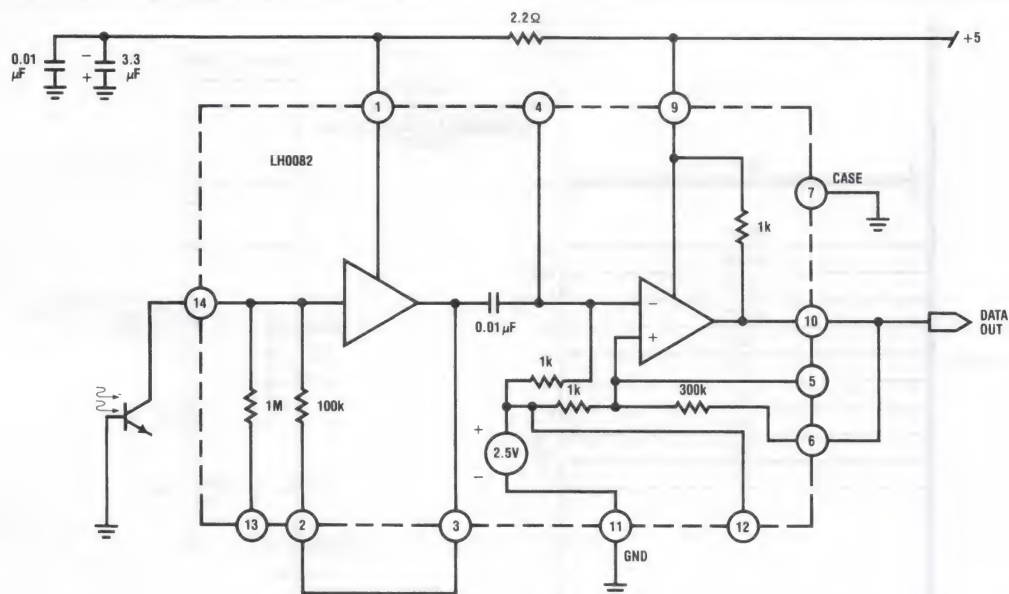 2.2Ω
+5
0.01
µF
3.3
µF
−
+
1
4
9
LH0082
7
CASE
1k
14
0.01µF
−
+
10
DATA
OUT
1k
1k
300k
5
1M
100k
+
2.5V
−
6
13
2
3
11
GND
12